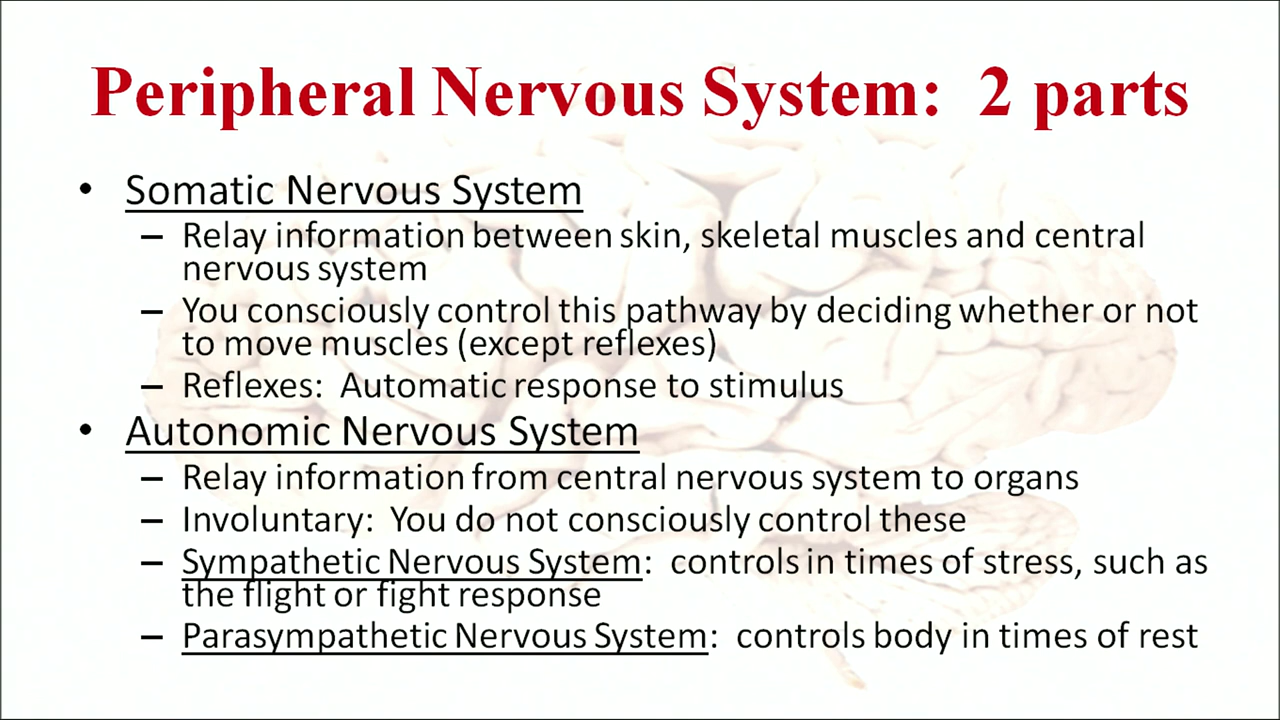 Peripheral Nervous System:  2 parts
• Somatic Nervous System
– Relay information between skin, skeletal muscles and central
nervous system
– You consciously control this pathway by deciding whether or not
to move muscles (except reflexes)
– Reflexes:  Automatic response to stimulus
• Autonomic Nervous System
– Relay information from central nervous system to organs
– Involuntary:  You do not consciously control these
– Sympathetic Nervous System:  controls in times of stress, such as
the flight or fight response
– Parasympathetic Nervous System:  controls body in times of rest